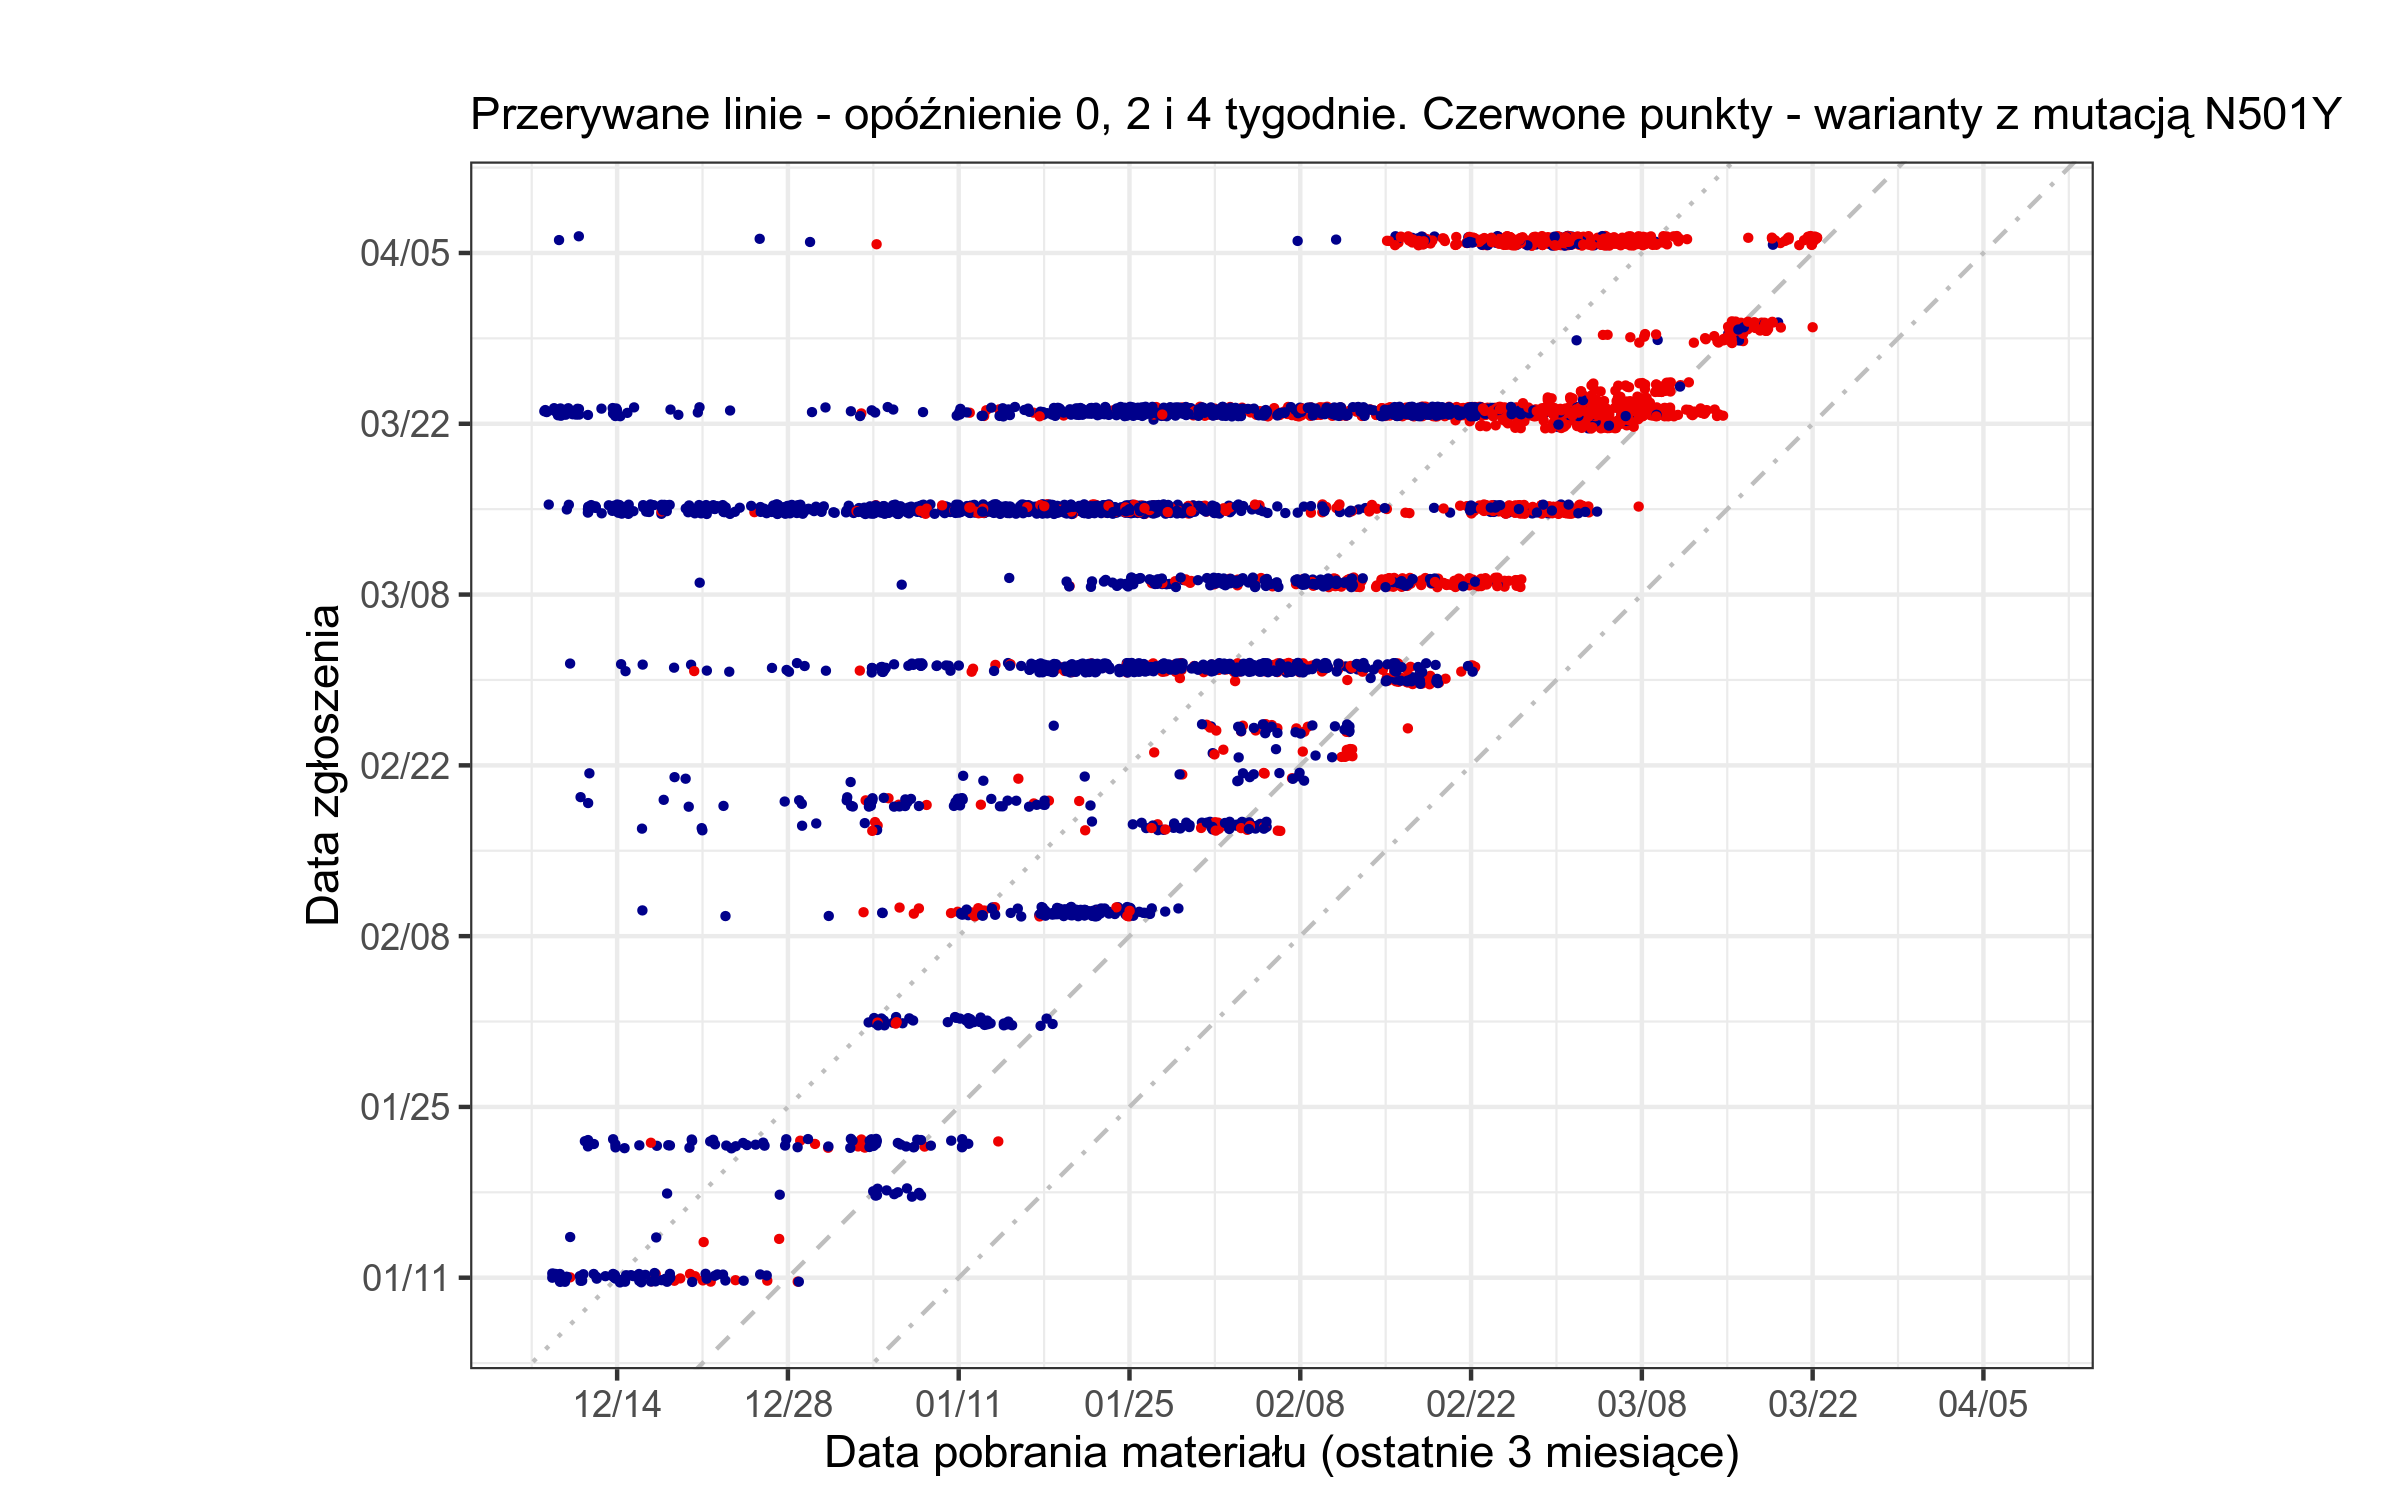 Przerywane linie - opóźnienie 0, 2 i 4 tygodnie. Czerwone punkty - warianty z mutacją N501Y
Data zgłoszenia
04/05
03/22
03/08
02/22
02/08
01/25
01/11
12/14 12/28 01/11 01/25 02/08 02/22 03/08 03/22 04/05
Data pobrania materiału (ostatnie 3 miesiące)